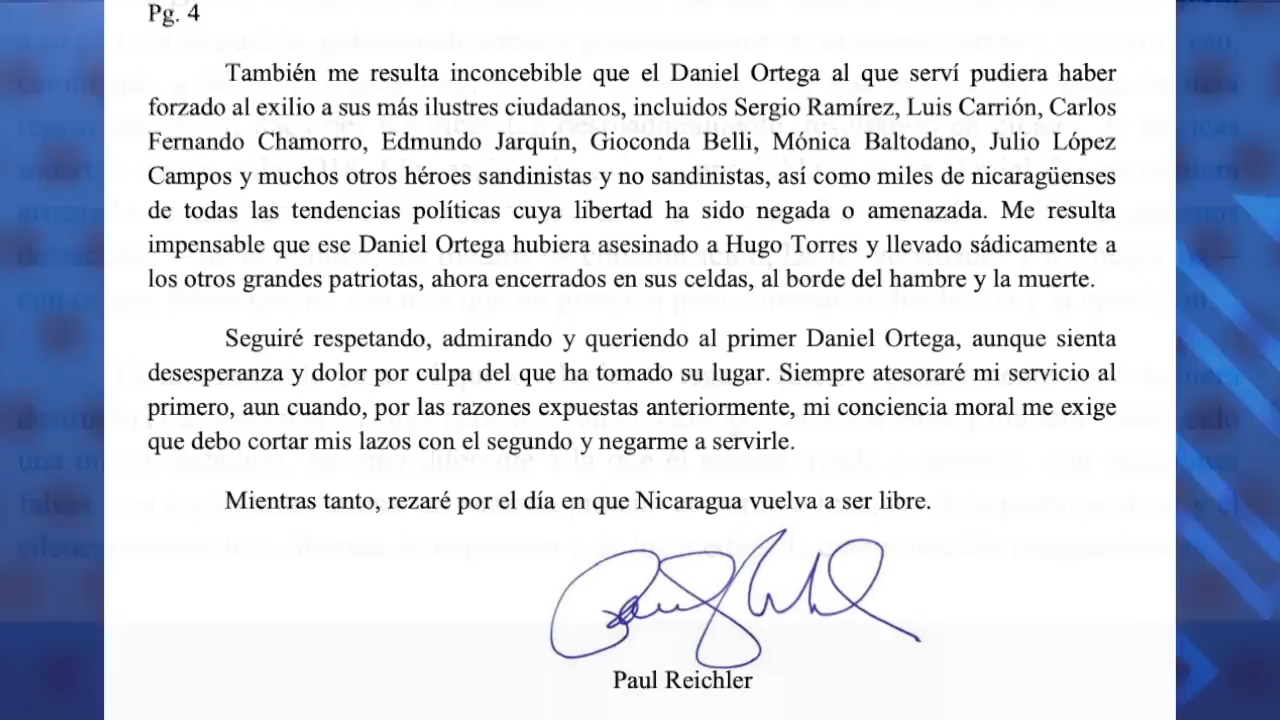 Pg. 4
También me resulta inconcebible que el Daniel Ortega al que serví pudiera haber
forzado al exilio a sus más ilustres ciudadanos, incluidos Sergio Ramírez, Luis Carrión, Carlos
Fernando Chamorro, Edmundo Jarquín, Gioconda Belli, Mónica Baltodano, Julio López
Campos y muchos otros héroes sandinistas y no sandinistas, así como miles de nicaragüenses
de todas las tendencias políticas cuya libertad ha sido negada o amenazada. Me resulta
impensable que ese Daniel Ortega hubiera asesinado a Hugo Torres y llevado sádicamente a
los otros grandes patriotas, ahora encerrados en sus celdas, al borde del hambre y la muerte.
Seguiré respetando, admirando y queriendo al primer Daniel Ortega, aunque sienta
desesperanza y dolor por culpa del que ha tomado su lugar. Siempre atesoraré mi servicio al
primero, aun cuando, por las razones expuestas anteriormente, mi conciencia moral me exige
que debo cortar mis lazos con el segundo y negarme a servirle.
Mientras tanto, rezaré por el día en que Nicaragua vuelva a ser libre.
Paul Reichler